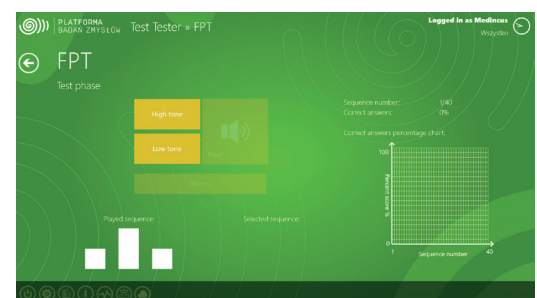 PLATFORMA
BADAŃ ZMYSŁÓW
Test Tester » FPT
Logged in as Medincus
Wszystko
FPT
Test phase
High tone
Low tone
Sequence number: 1/40
Correct answers: 0%
Correct answers percentage chart:
100
Percent score %
0
1
Sequence number
40
Played sequence:
Selected sequence: